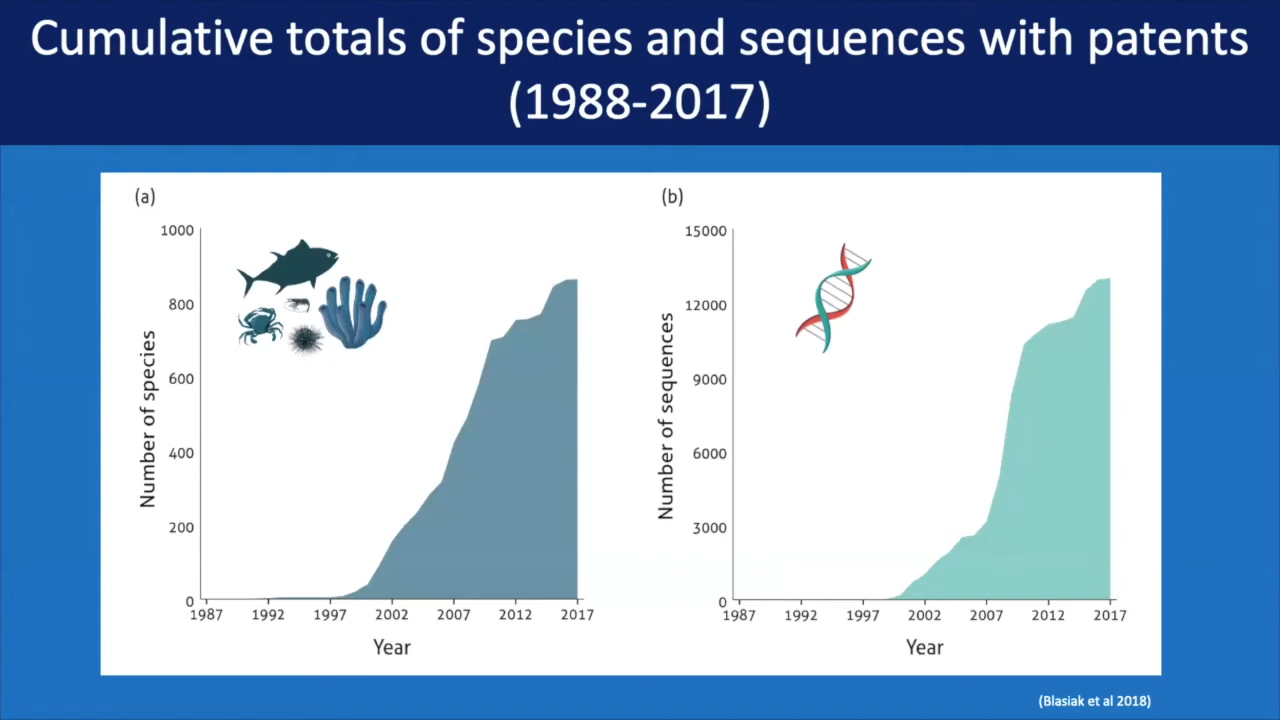 Cumulative totals of species and sequences with patents
(1988-2017)
(a)
1000
800
600
400
200
0
Number of species
1987 1992 1997 2002 2007 2012 2017
Year
(b)
15000
12000
9000
6000
3000
0
Number of sequences
1987 1992 1997 2002 2007 2012 2017
Year
(Blasiak et al 2018)